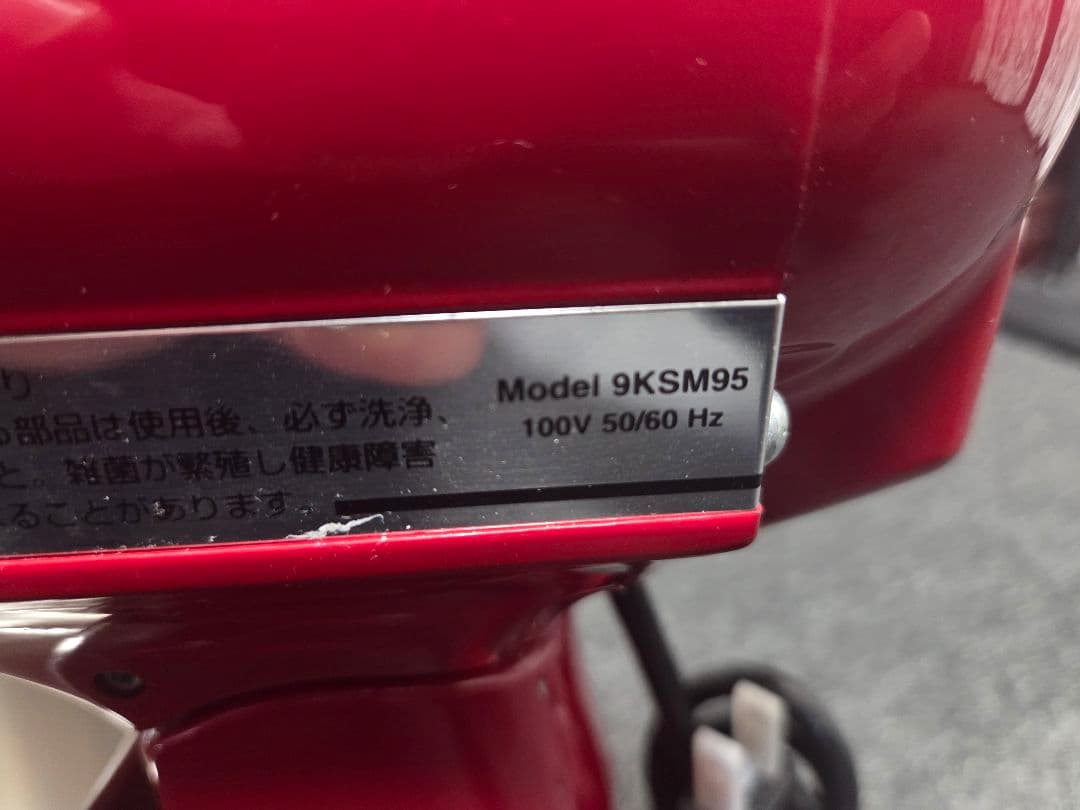 り
部品は使用後、必ず洗浄、
と。雑菌が繁殖し健康障害
ることがあります。
Model 9KSM95
100V 50/60 Hz